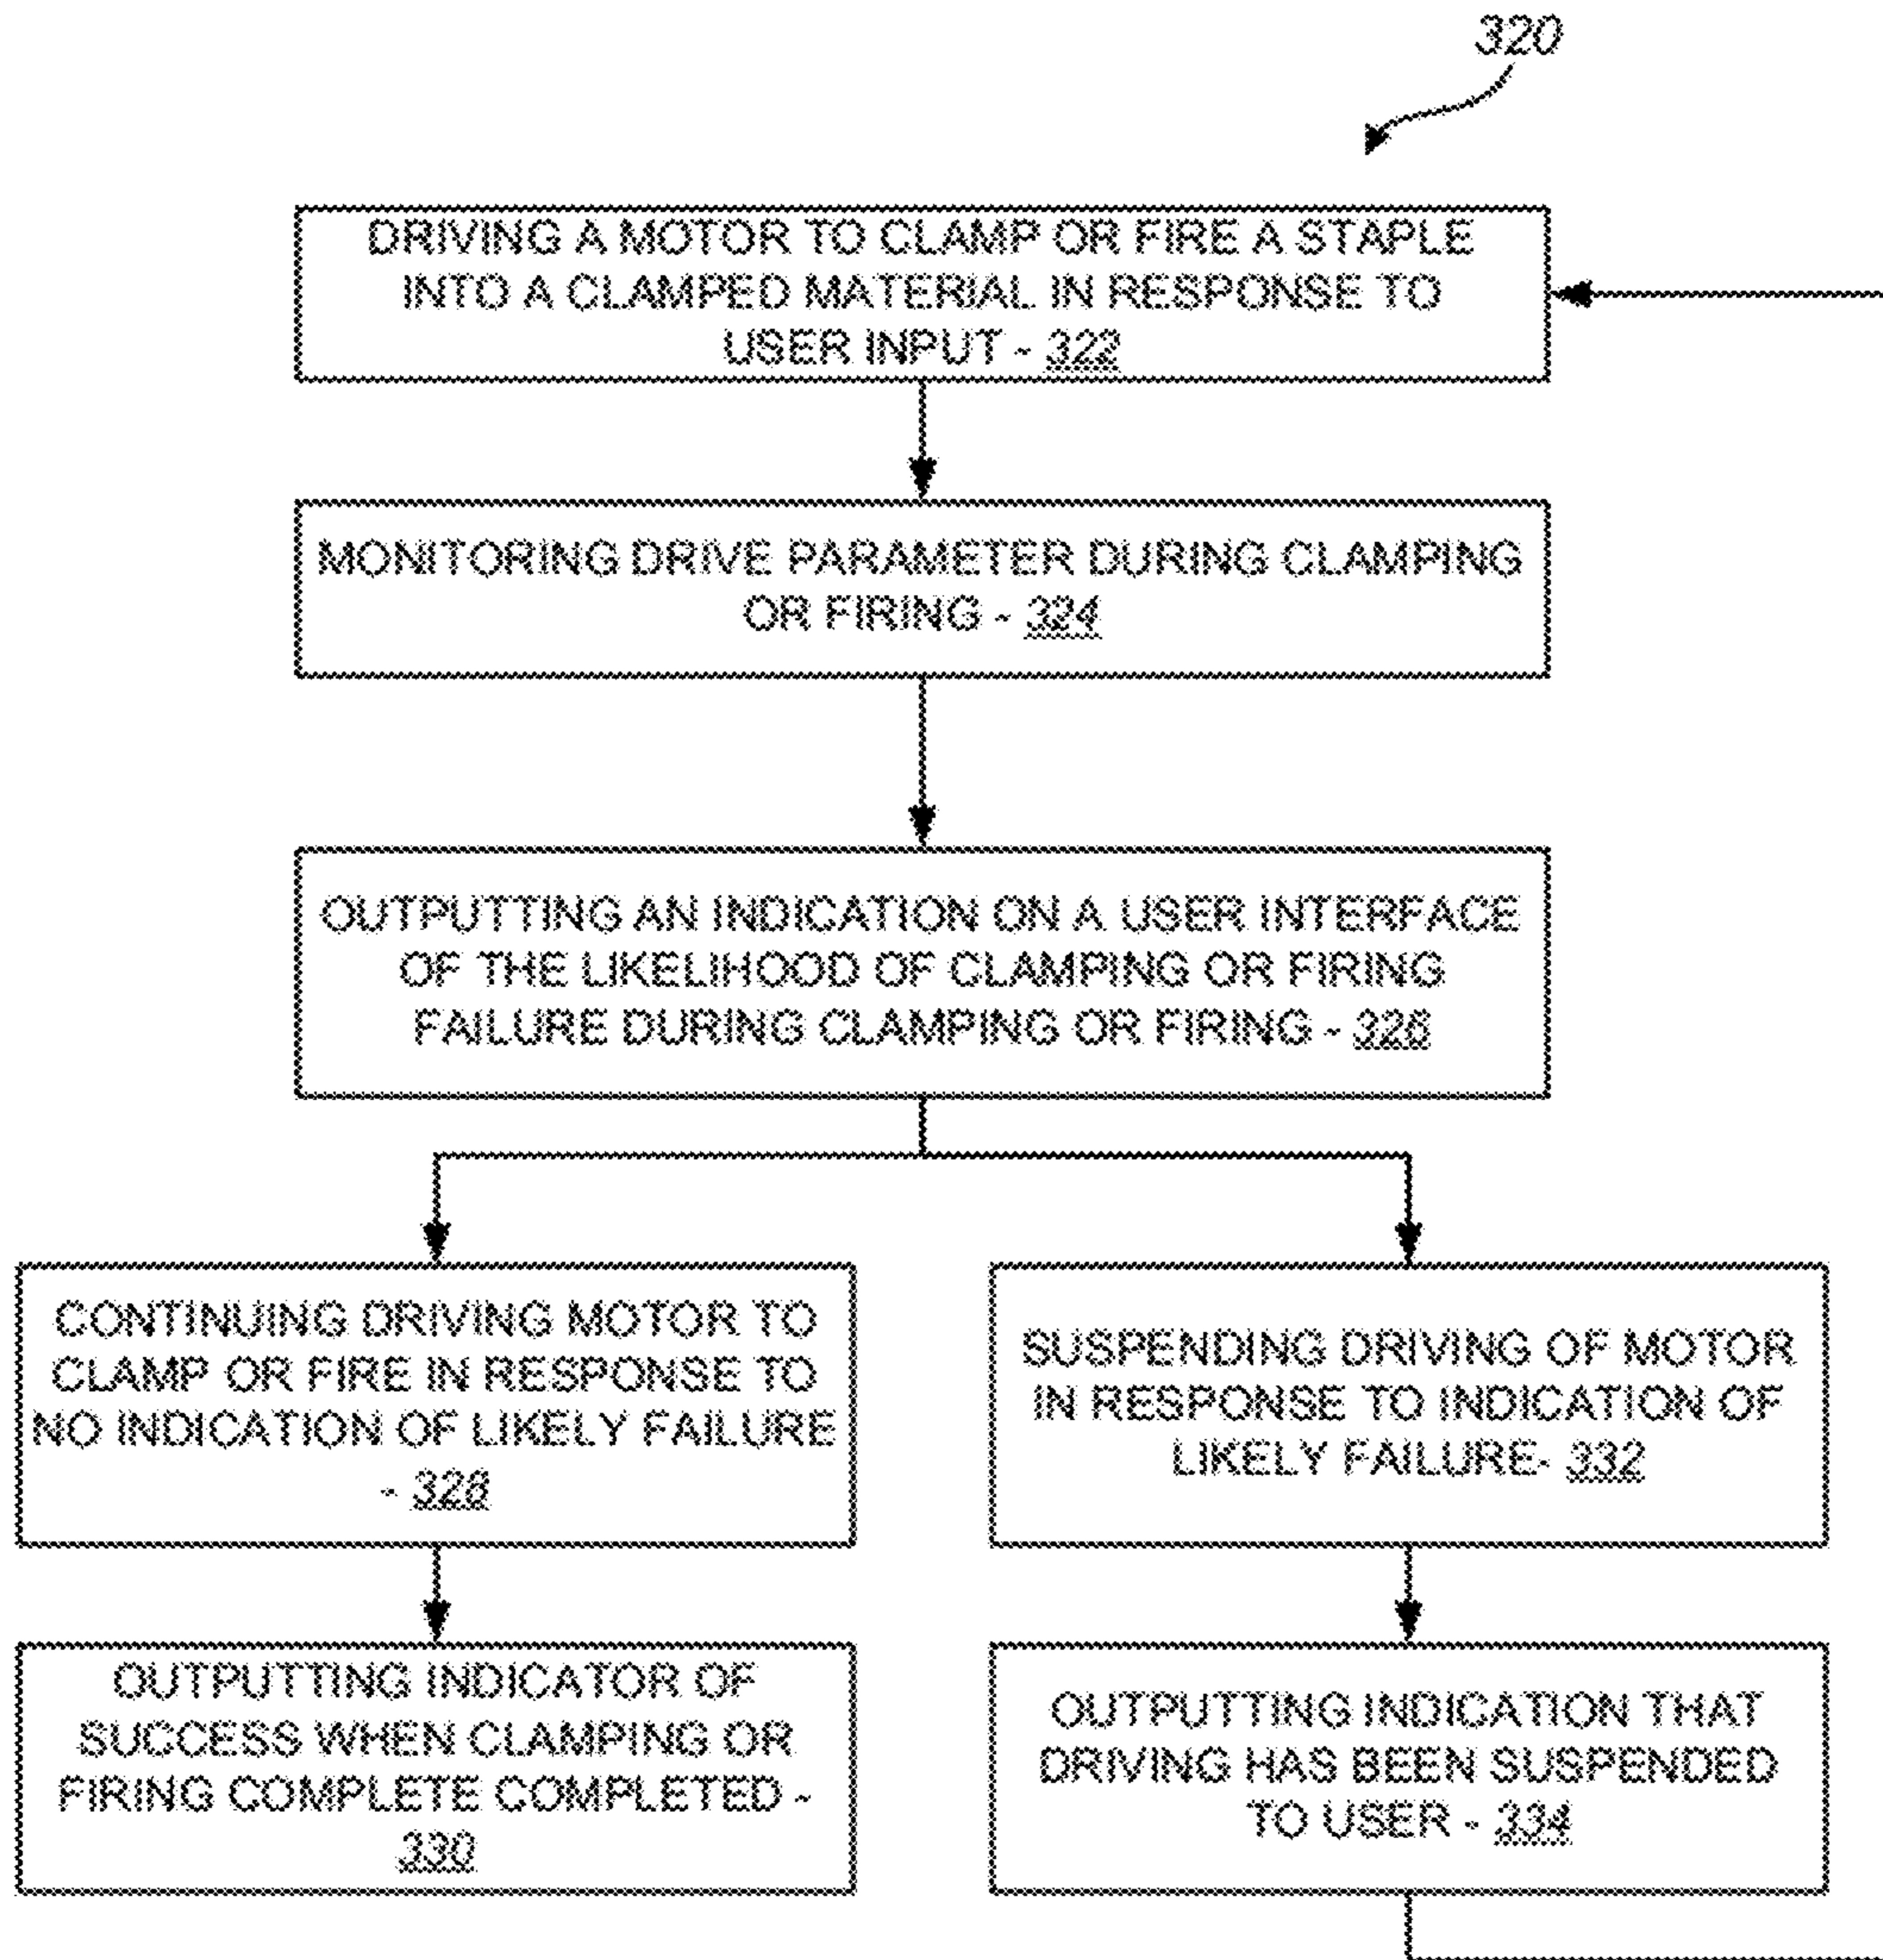 320
DRIVING A MOTOR TO CLAMP OR FIRE A STAPLE
INTO A CLAMPED MATERIAL IN RESPONSE TO
USER INPUT - 322
MONITORING DRIVE PARAMETER DURING CLAMPING
OR FIRING - 324
OUTPUTTING AN INDICATION ON A USER INTERFACE
OF THE LIKELIHOOD OF CLAMPING OR FIRING
FAILURE DURING CLAMPING OR FIRING - 326
CONTINUING DRIVING MOTOR TO
CLAMP OR FIRE IN RESPONSE TO
NO INDICATION OF LIKELY FAILURE
- 328
SUSPENDING DRIVING OF MOTOR
IN RESPONSE TO INDICATION OF
LIKELY FAILURE- 332
OUTPUTTING INDICATOR OF
SUCCESS WHEN CLAMPING OR
FIRING COMPLETE COMPLETED -
330
OUTPUTTING INDICATION THAT
DRIVING HAS BEEN SUSPENDED
TO USER - 334